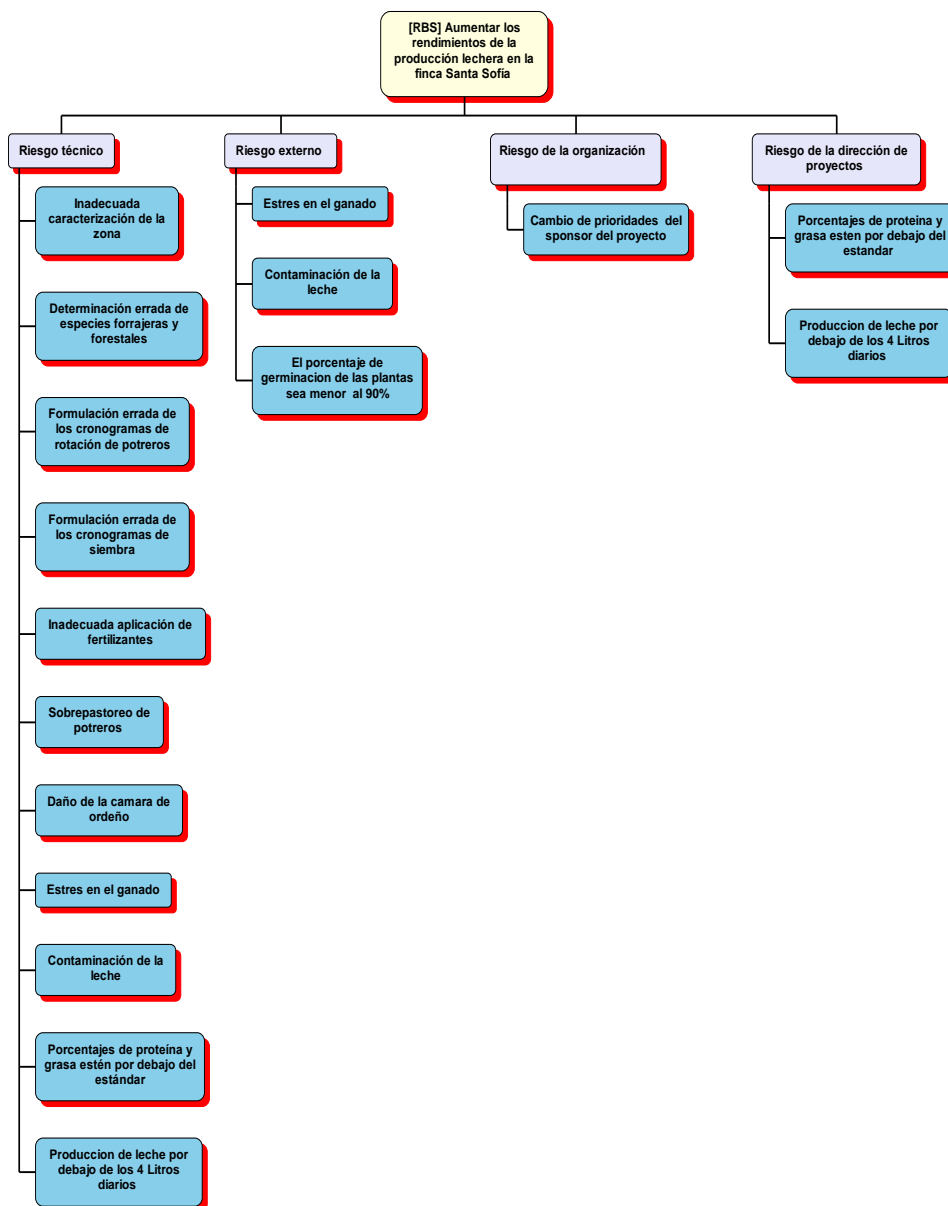 [RBS] Aumentar los
rendimientos de la
producción lechera en la
finca Santa Sofía
Riesgo técnico
Inadecuada
caracterización de la
zona
Determinación errada de
especies forrajeras y
forestales
Formulación errada de
los cronogramas de
rotación de potreros
Formulación errada de
los cronogramas de
siembra
Inadecuada aplicación de
fertilizantes
Sobrepastoreo de
potreros
Daño de la camara de
ordeño
Estres en el ganado
Contaminación de la
leche
Porcentajes de proteína y
grasa estén por debajo del
estándar
Produccion de leche por
debajo de los 4 Litros
diarios
Riesgo externo
Estres en el ganado
Contaminación de la
leche
El porcentaje de
germinacion de las plantas
sea menor al 90%
Riesgo de la organización
Cambio de prioridades del
sponsor del proyecto
Riesgo de la dirección de
proyectos
Porcentajes de proteina y
grasa esten por debajo del
estandar
Produccion de leche por
debajo de los 4 Litros
diarios